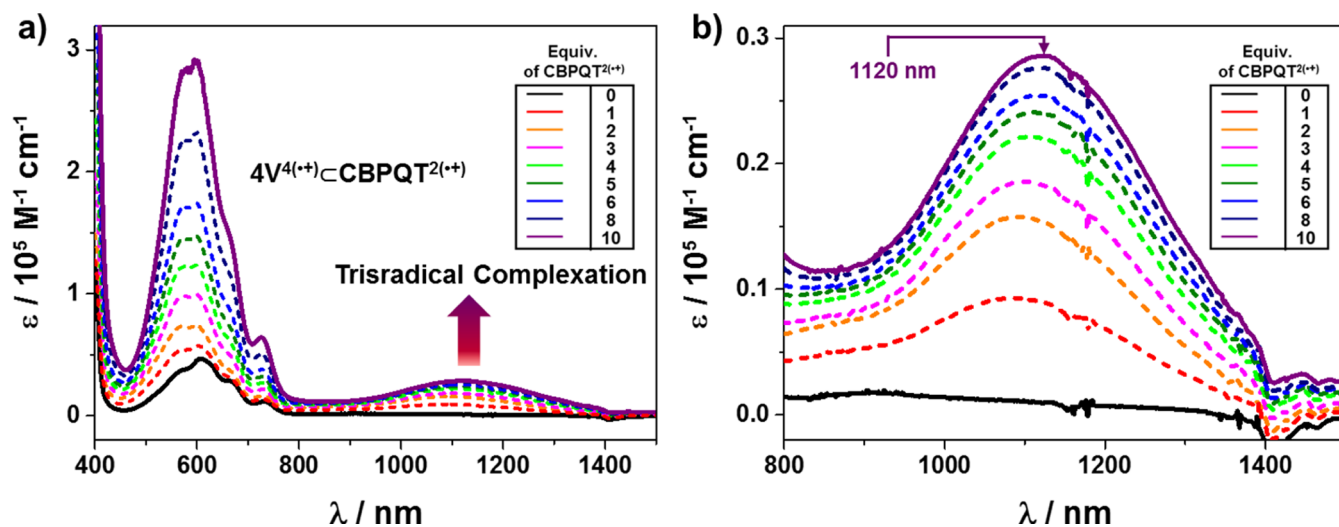 a)
ε / 10⁵ M⁻¹ cm⁻¹
3
2
1
0
4V⁴⁽•⁺⁾⊂CBPQT²⁽•⁺⁾
Trisradical Complexation
Equiv.
of CBPQT²⁽•⁺⁾
0
1
2
3
4
5
6
8
10
400 600 800 1000 1200 1400
λ / nm
b)
ε / 10⁵ M⁻¹ cm⁻¹
0.3
0.2
0.1
0.0
1120 nm
Equiv.
of CBPQT²⁽•⁺⁾
0
1
2
3
4
5
6
8
10
800 1000 1200 1400
λ / nm